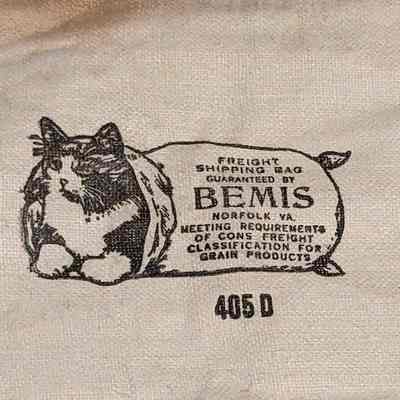 FREIGHT
SHIPPING BAG
GUARANTEED BY
BEMIS
NORFOLK VA.
MEETING REQUIREMENTS
OF CONS FREIGHT
CLASSIFICATION FOR
GRAIN PRODUCTS
405 D